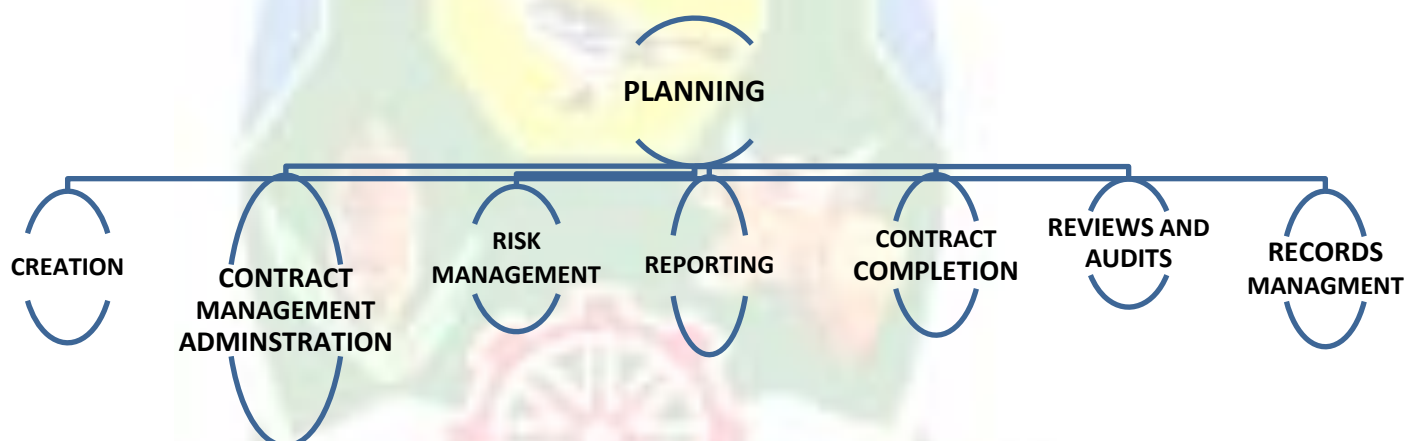 PLANNING
CREATION
CONTRACT
MANAGEMENT
ADMINSTRATION
RISK
MANAGEMENT
REPORTING
CONTRACT
COMPLETION
REVIEWS AND
AUDITS
RECORDS
MANAGMENT